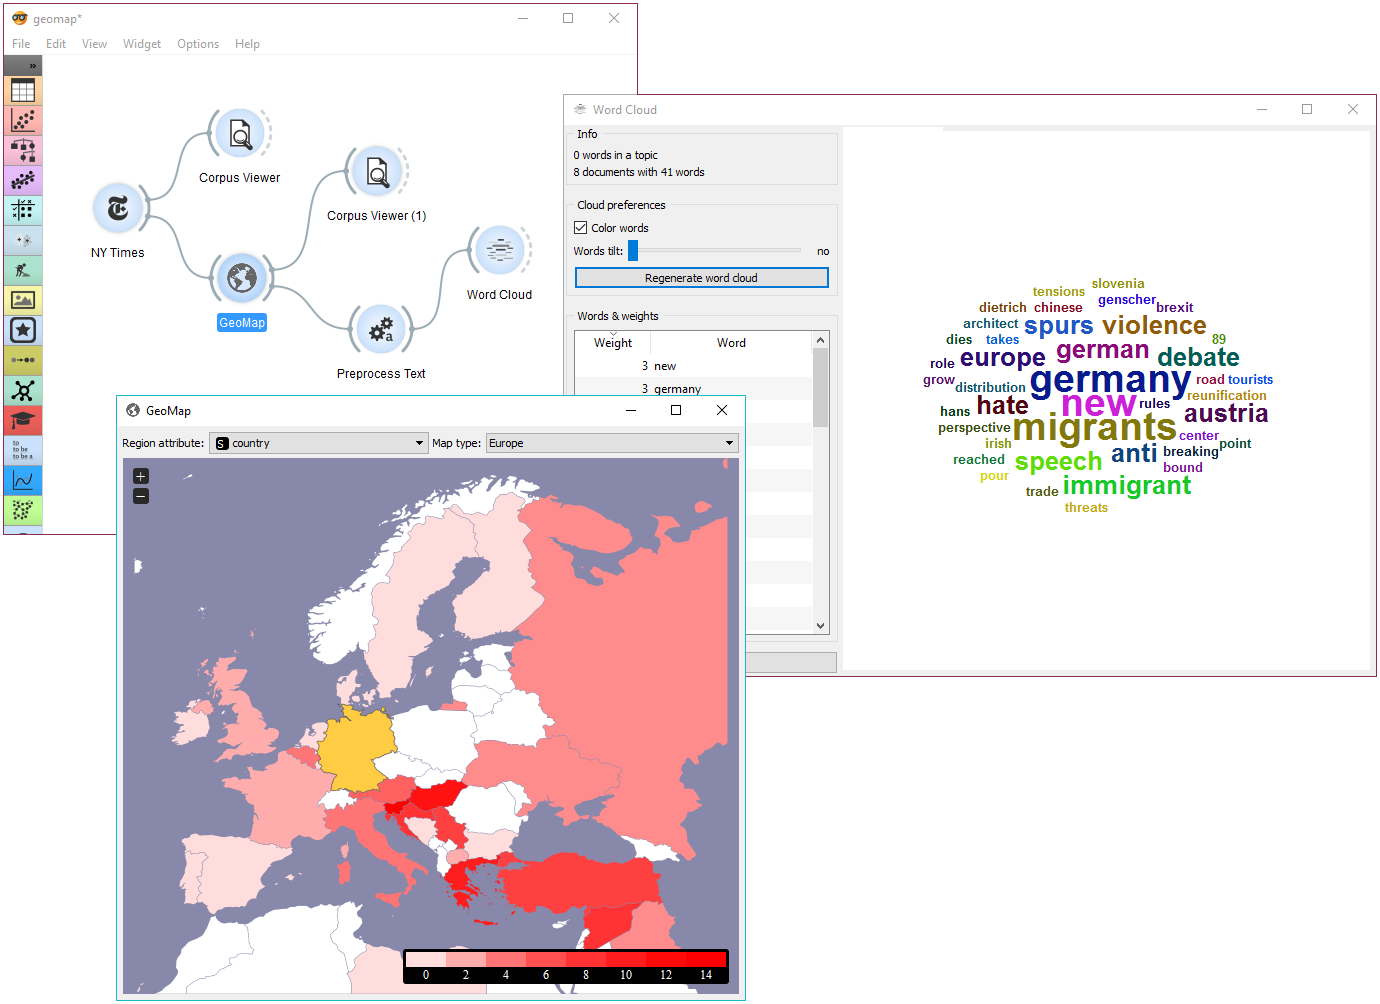 geomap*
File Edit View Widget Options Help
»
Corpus Viewer
Corpus Viewer (1)
NY Times
GeoMap
Word Cloud
a
Preprocess Text
to
to be
to be a
Word Cloud
Info
0 words in a topic
8 documents with 41 words
Cloud preferences
Color words
Words tilt: no
Regenerate word cloud
Words & weights
Weight Word
3 new
3 germany
slovenia
tensions
genscher
dietrich chinese brexit
architect spurs violence
dies takes 89
german
role europe debate
germany road tourists
grow distribution
new reunification
hans hate rules austria
perspective migrants
center
irish anti point
breaking
reached speech bound
pour
trade immigrant
threats
GeoMap
Region attribute: S country Map type: Europe
+
−
0 2 4 6 8 10 12 14